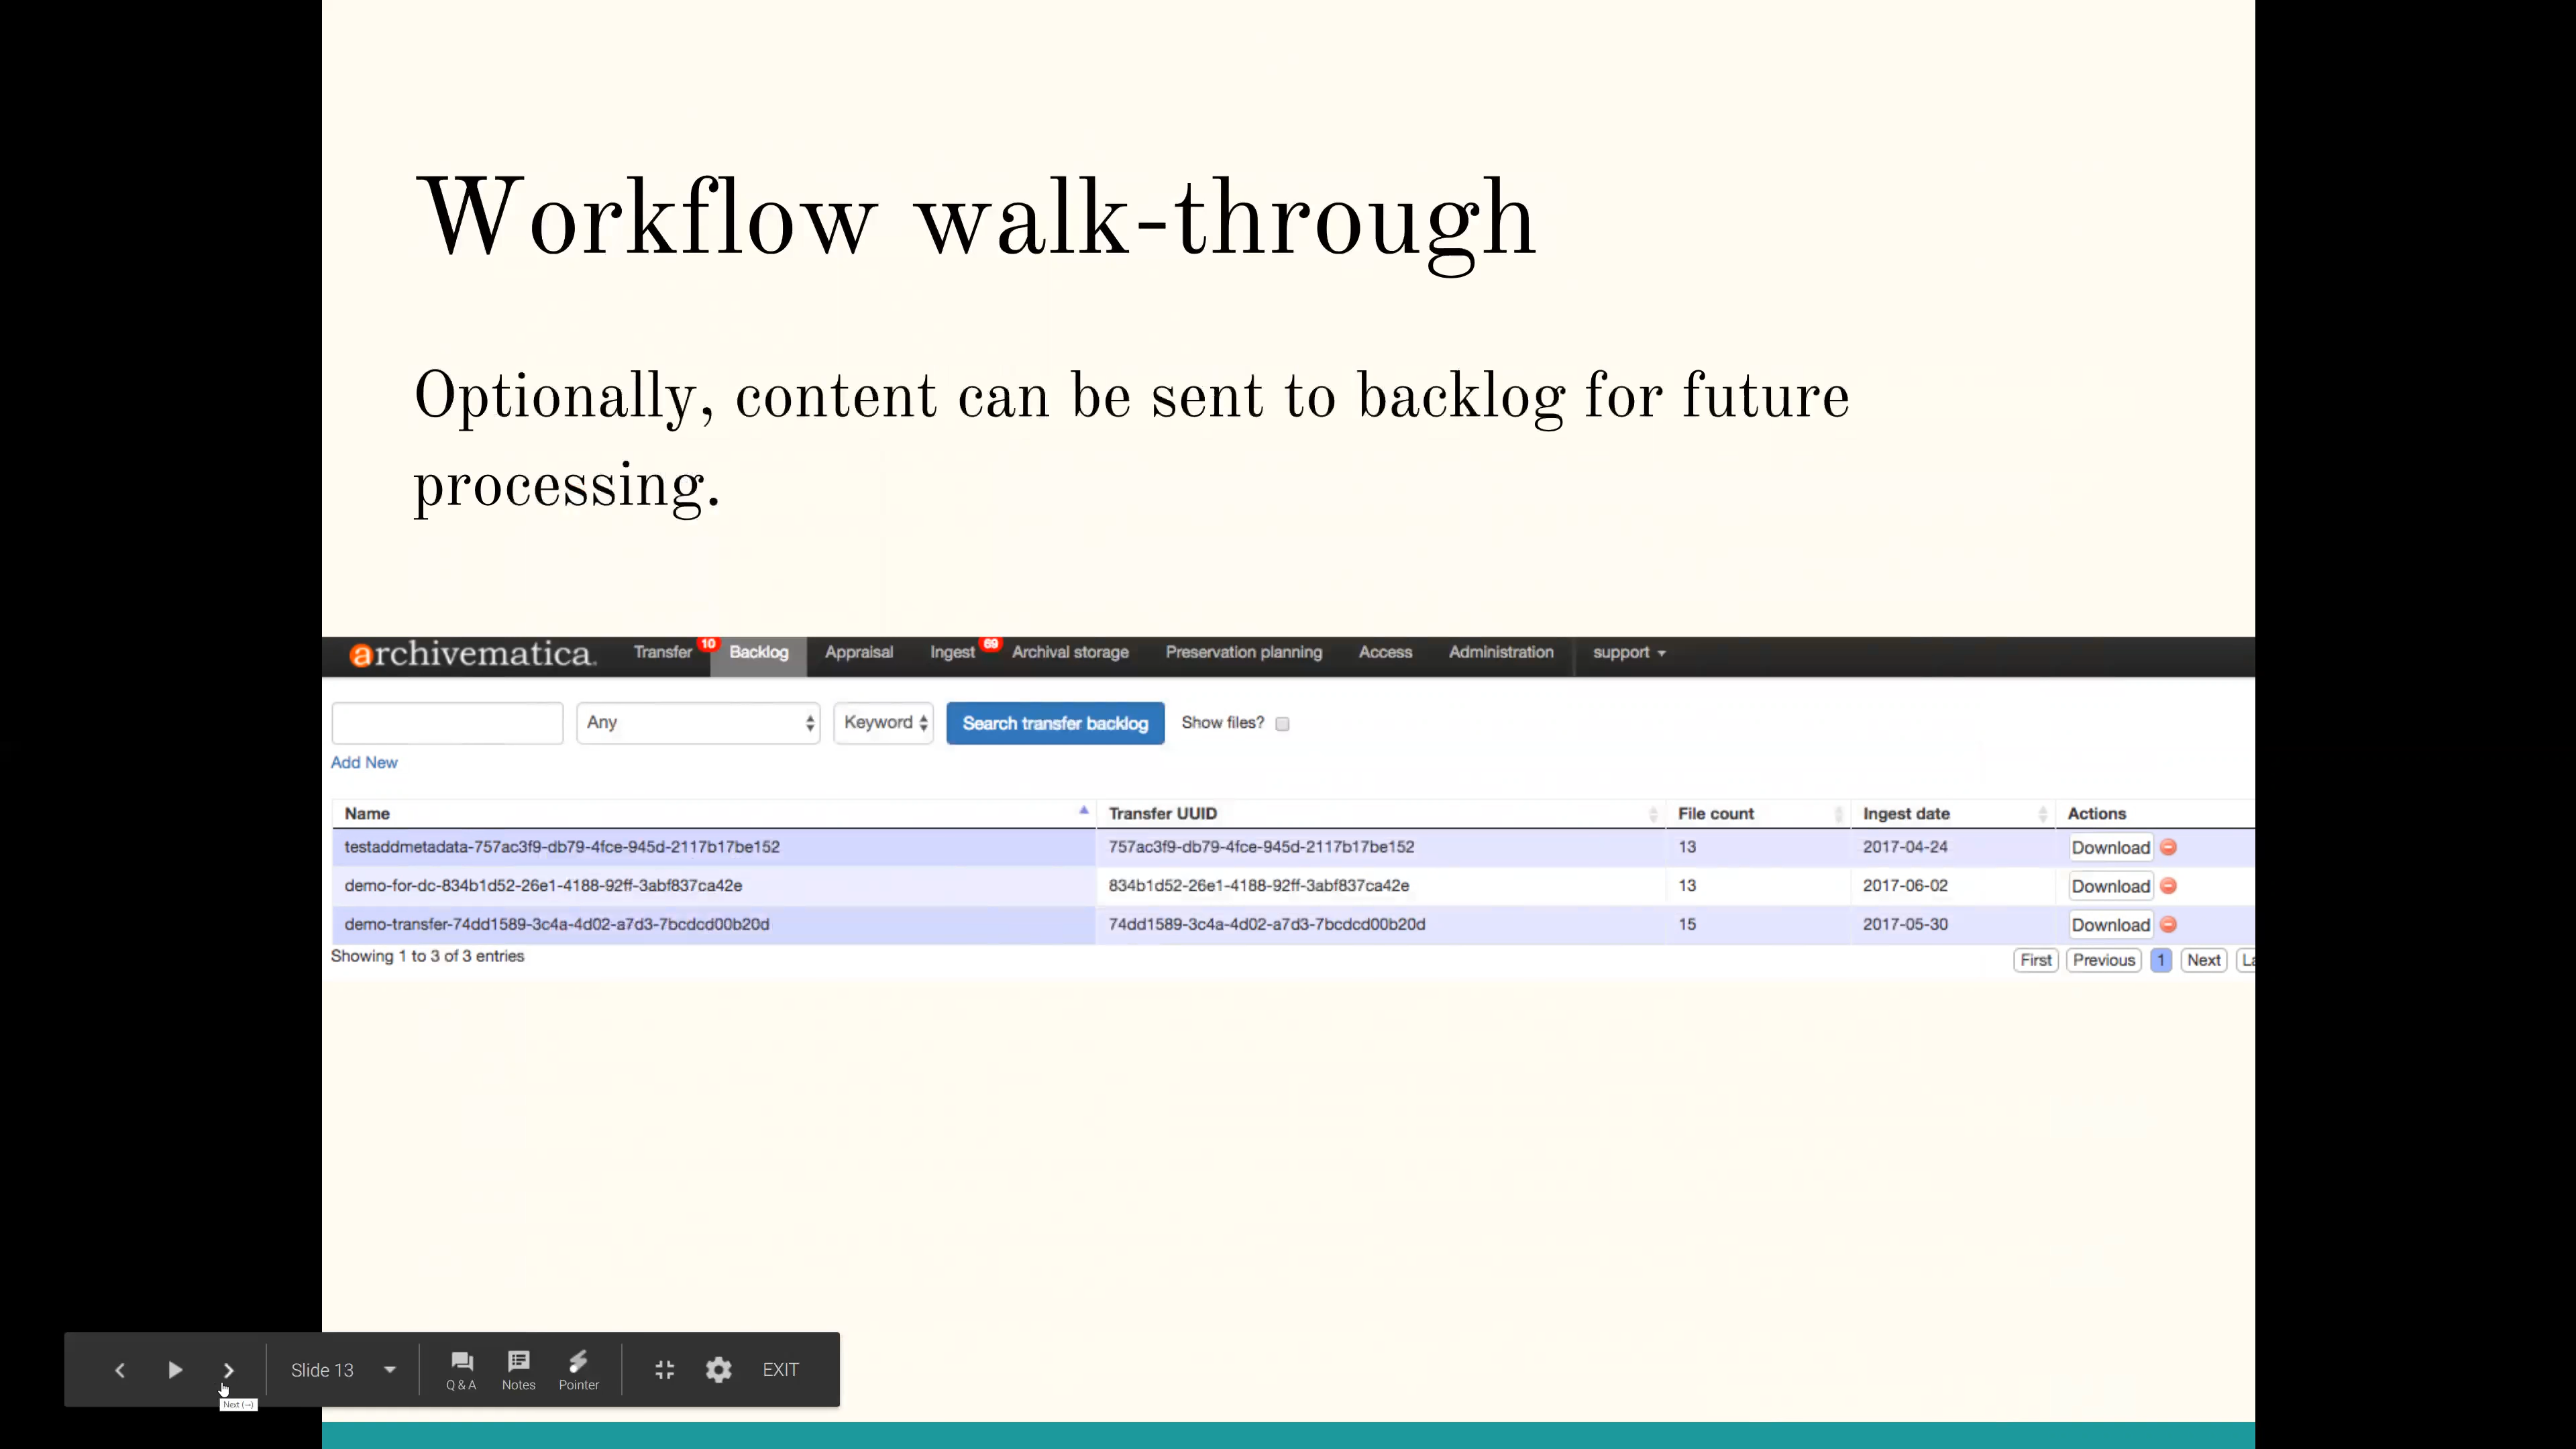 Workflow walk-through
Optionally, content can be sent to backlog for future
processing.
archivematica. Transfer 10 Backlog Appraisal Ingest 69 Archival storage Preservation planning Access Administration support
Any Keyword Search transfer backlog Show files?
Add New
Name Transfer UUID File count Ingest date Actions
testaddmetadata-757ac3f9-db79-4fce-945d-2117b17be152 757ac3f9-db79-4fce-945d-2117b17be152 13 2017-04-24 Download
demo-for-dc-834b1d52-26e1-4188-92ff-3abf837ca42e 834b1d52-26e1-4188-92ff-3abf837ca42e 13 2017-06-02 Download
demo-transfer-74dd1589-3c4a-4d02-a7d3-7bcdcd00b20d 74dd1589-3c4a-4d02-a7d3-7bcdcd00b20d 15 2017-05-30 Download
Showing 1 to 3 of 3 entries First Previous 1 Next La
Slide 13 Q & A Notes Pointer EXIT
Next (→)